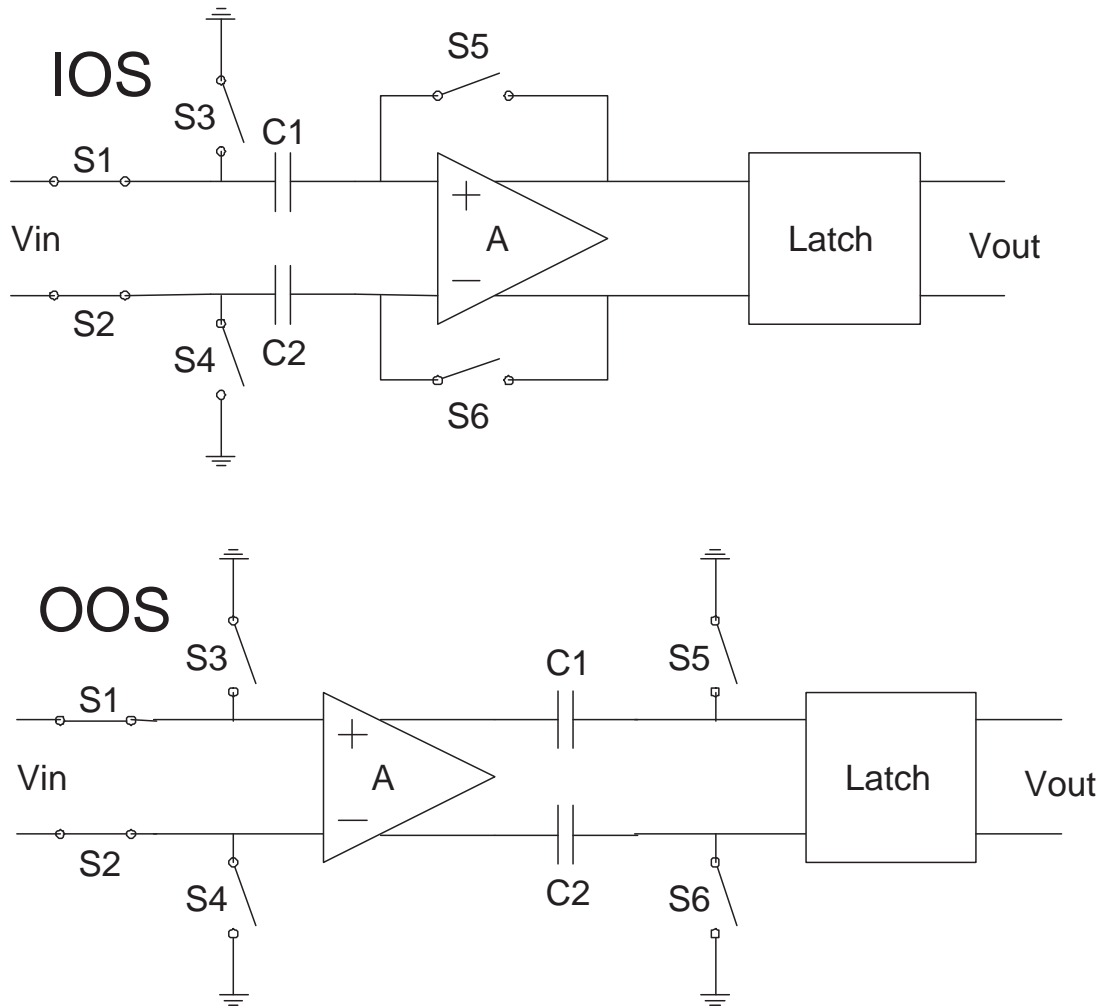 IOS
S5
S3
C1
S1
+
Vin
A
Latch
Vout
−
S2
S4
C2
S6
OOS
S3
C1
S5
S1
+
Vin
A
Latch
Vout
−
S2
S4
C2
S6